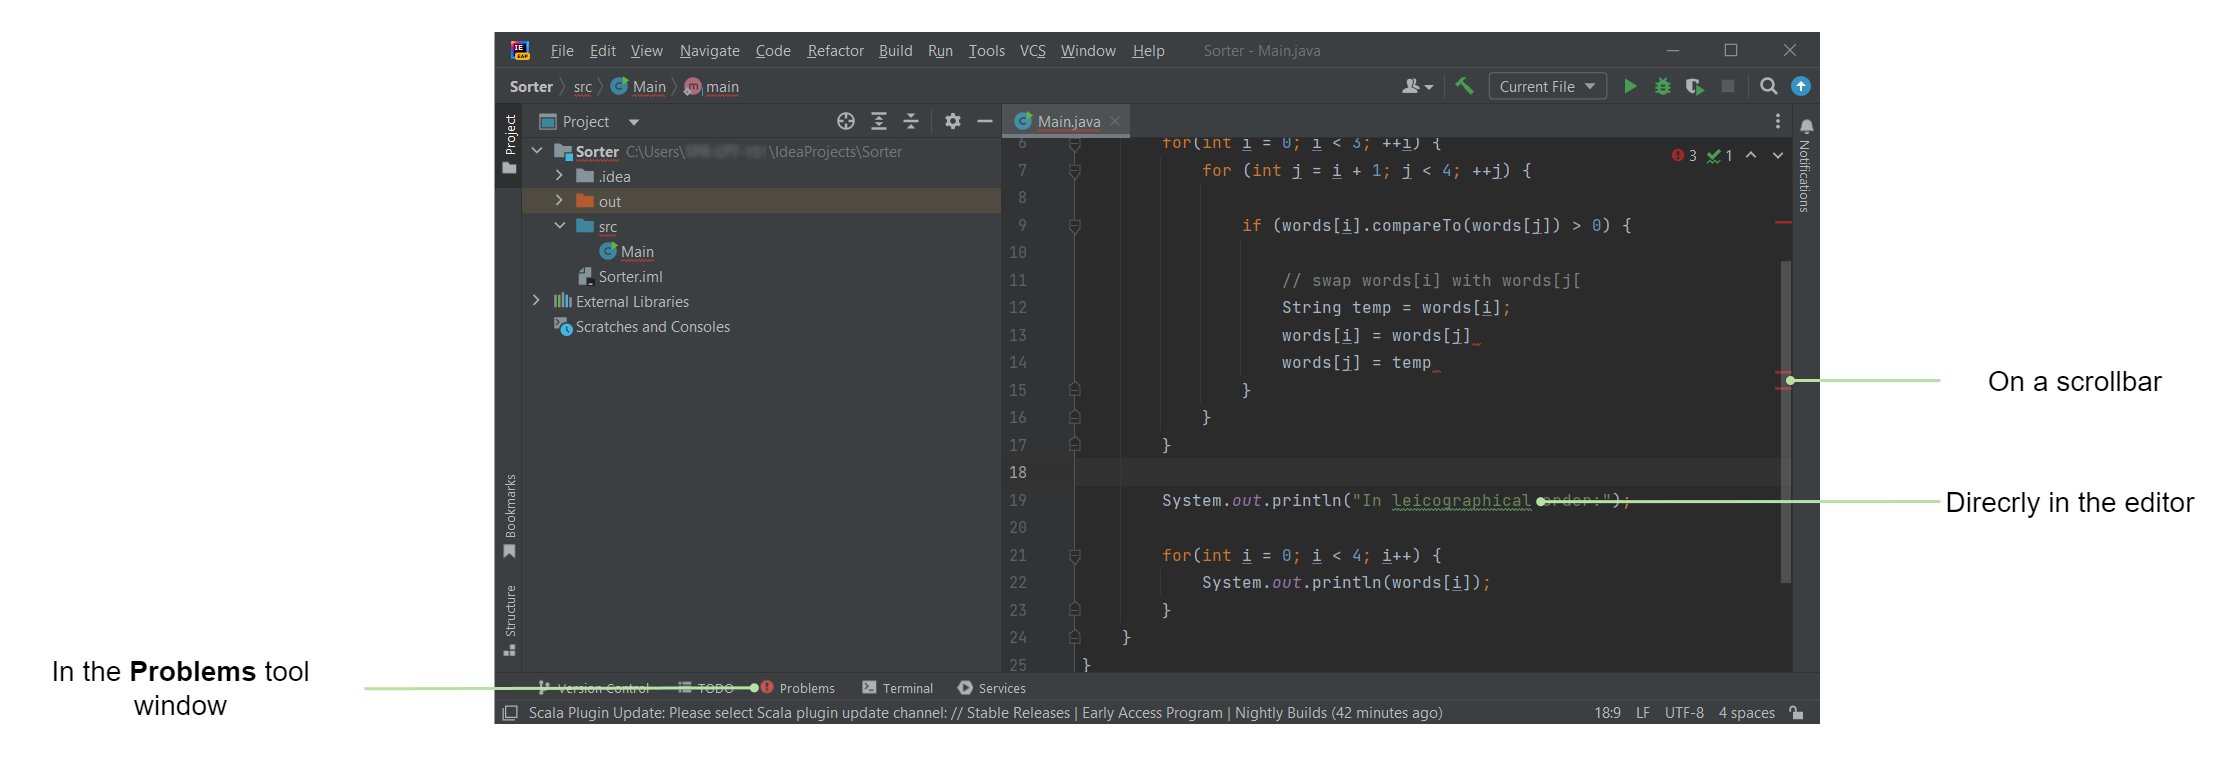 File Edit View Navigate Code Refactor Build Run Tools VCS Window Help Sorter - Main.java
Sorter src Main main Current File
Project
Project
Main.java
Notifications
Sorter C:\Users\ \IdeaProjects\Sorter
.idea
out
src
Main
Sorter.iml
External Libraries
Scratches and Consoles
3 1
6 for(int i = 0; i < 3; ++i) {
7 for (int j = i + 1; j < 4; ++j) {
8
9 if (words[i].compareTo(words[j]) > 0) {
10
11 // swap words[i] with words[j[
12 String temp = words[i];
13 words[i] = words[j]
14 words[j] = temp
15 }
16 }
17 }
18
19 System.out.println("In leicographical order:");
20
21 for(int i = 0; i < 4; i++) {
22 System.out.println(words[i]);
23 }
24 }
25 }
Bookmarks
Structure
On a scrollbar
Direcrly in the editor
In the Problems tool
window
Version Control TODO Problems Terminal Services
Scala Plugin Update: Please select Scala plugin update channel: // Stable Releases | Early Access Program | Nightly Builds (42 minutes ago) 18:9 LF UTF-8 4 spaces